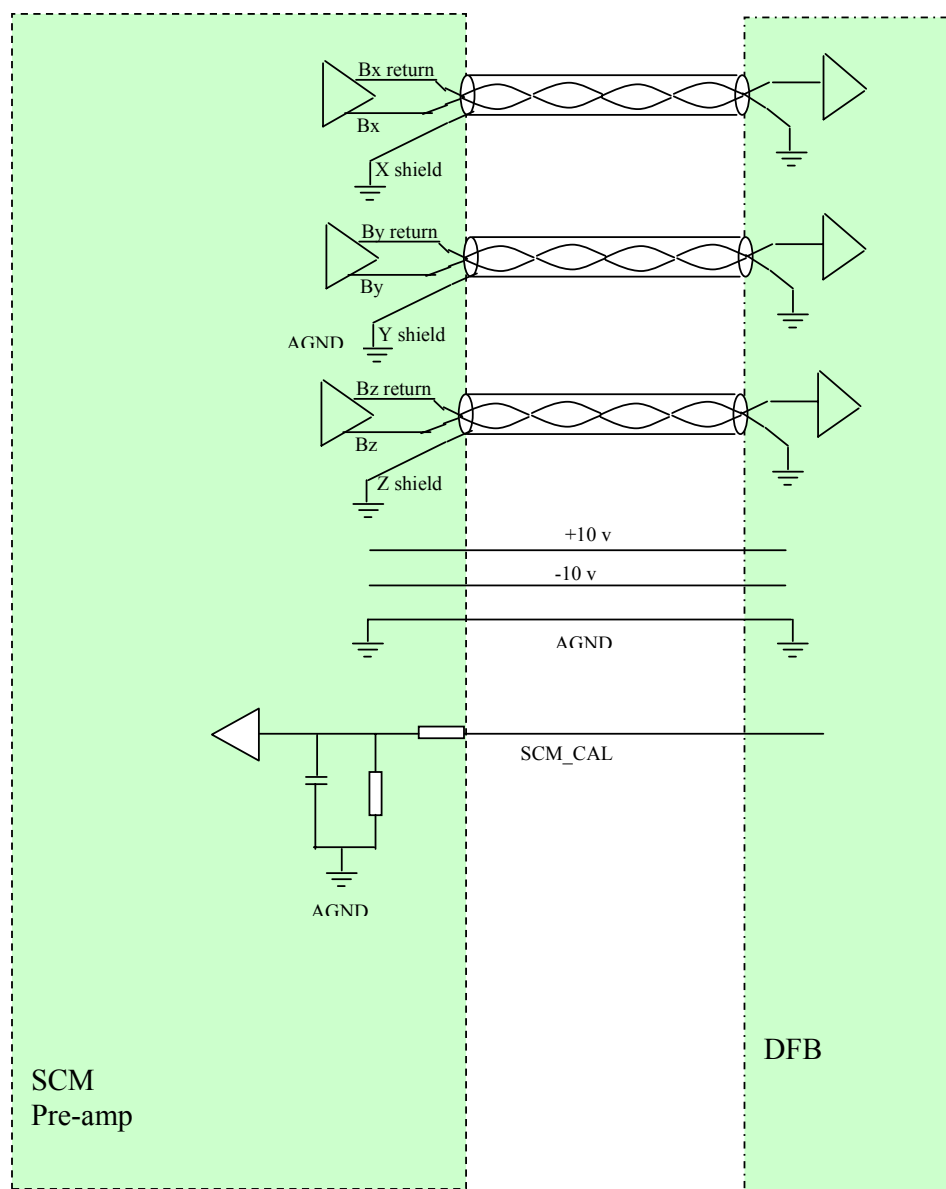 Bx return
Bx
X shield
By return
By
Y shield
AGND
Bz return
Bz
Z shield
+10 v
-10 v
AGND
SCM_CAL
AGND
DFB
SCM
Pre-amp